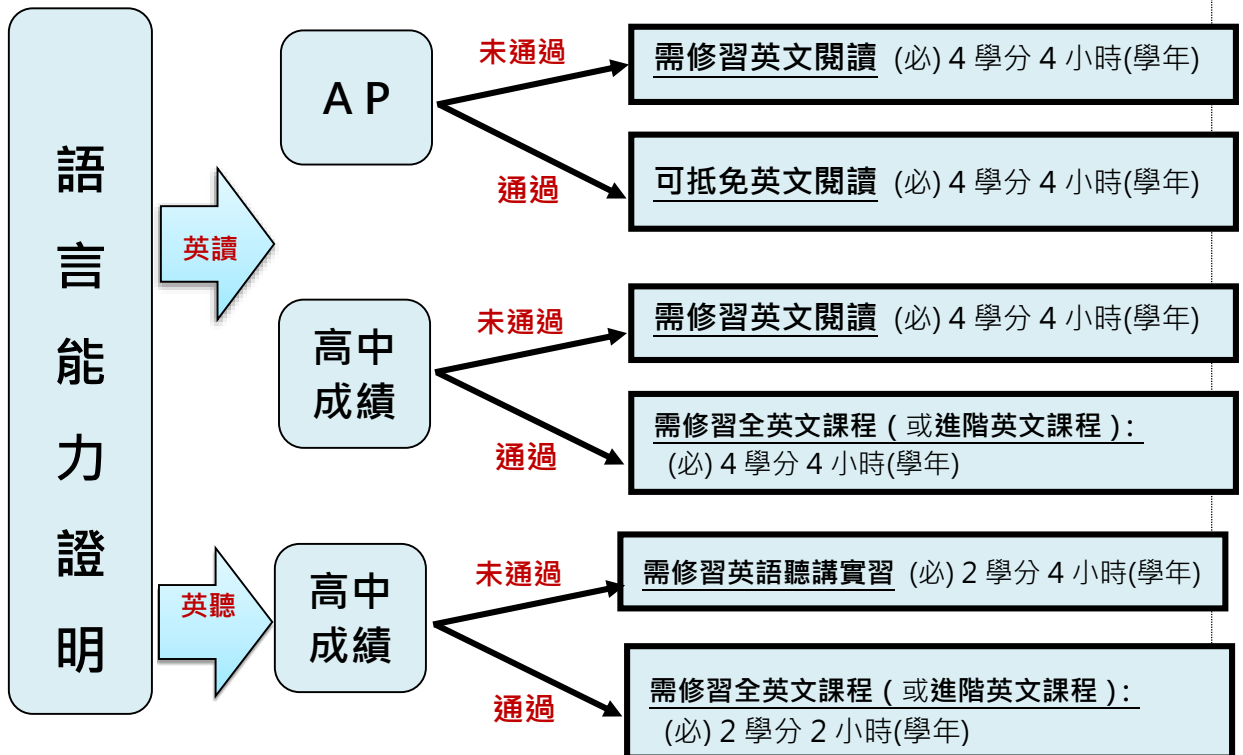 語
言
能
力
證
明
英讀
A P
未通過
需修習英文閱讀 (必) 4 學分 4 小時(學年)
通過
可抵免英文閱讀 (必) 4 學分 4 小時(學年)
高中
成績
未通過
需修習英文閱讀 (必) 4 學分 4 小時(學年)
通過
需修習全英文課程 ( 或進階英文課程 ) :
(必) 4 學分 4 小時(學年)
英聽
高中
成績
未通過
需修習英語聽講實習 (必) 2 學分 4 小時(學年)
通過
需修習全英文課程 ( 或進階英文課程 ) :
(必) 2 學分 2 小時(學年)